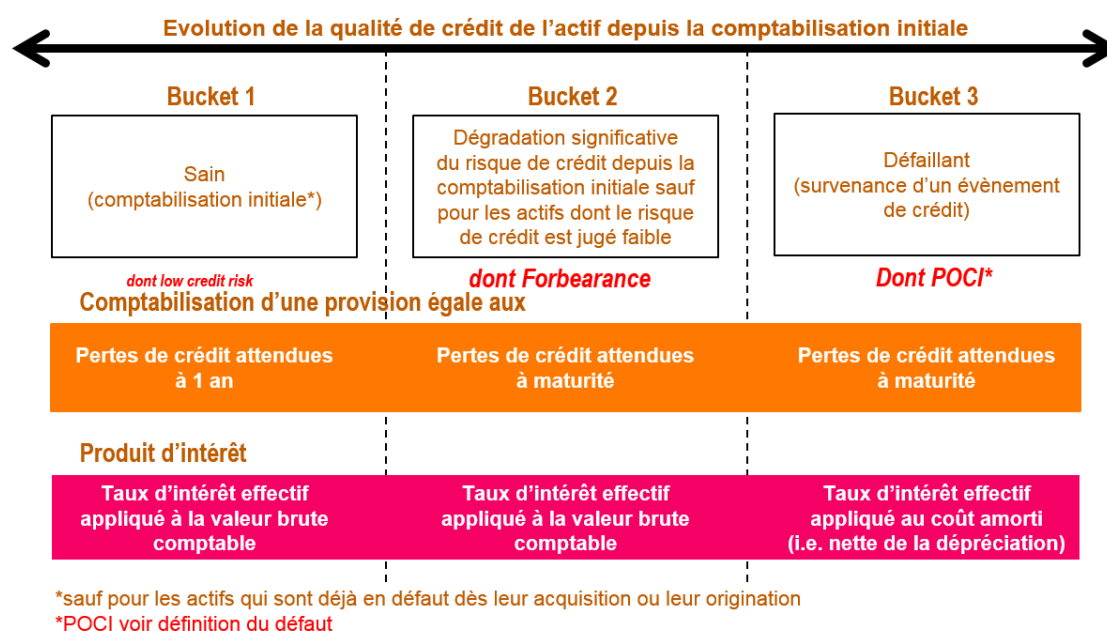 Evolution de la qualité de crédit de l'actif depuis la comptabilisation initiale
Bucket 1
Bucket 2
Bucket 3
Sain
(comptabilisation initiale*)
Dégradation significative
du risque de crédit depuis la
comptabilisation initiale sauf
pour les actifs dont le risque
de crédit est jugé faible
Défaillant
(survenance d'un évènement
de crédit)
dont low credit risk
dont Forbearance
Dont POCI*
Comptabilisation d'une provision égale aux
Pertes de crédit attendues
à 1 an
Pertes de crédit attendues
à maturité
Pertes de crédit attendues
à maturité
Produit d'intérêt
Taux d'intérêt effectif
appliqué à la valeur brute
comptable
Taux d'intérêt effectif
appliqué à la valeur brute
comptable
Taux d'intérêt effectif
appliqué au coût amorti
(i.e. nette de la dépréciation)
*sauf pour les actifs qui sont déjà en défaut dès leur acquisition ou leur origination
*POCI voir définition du défaut